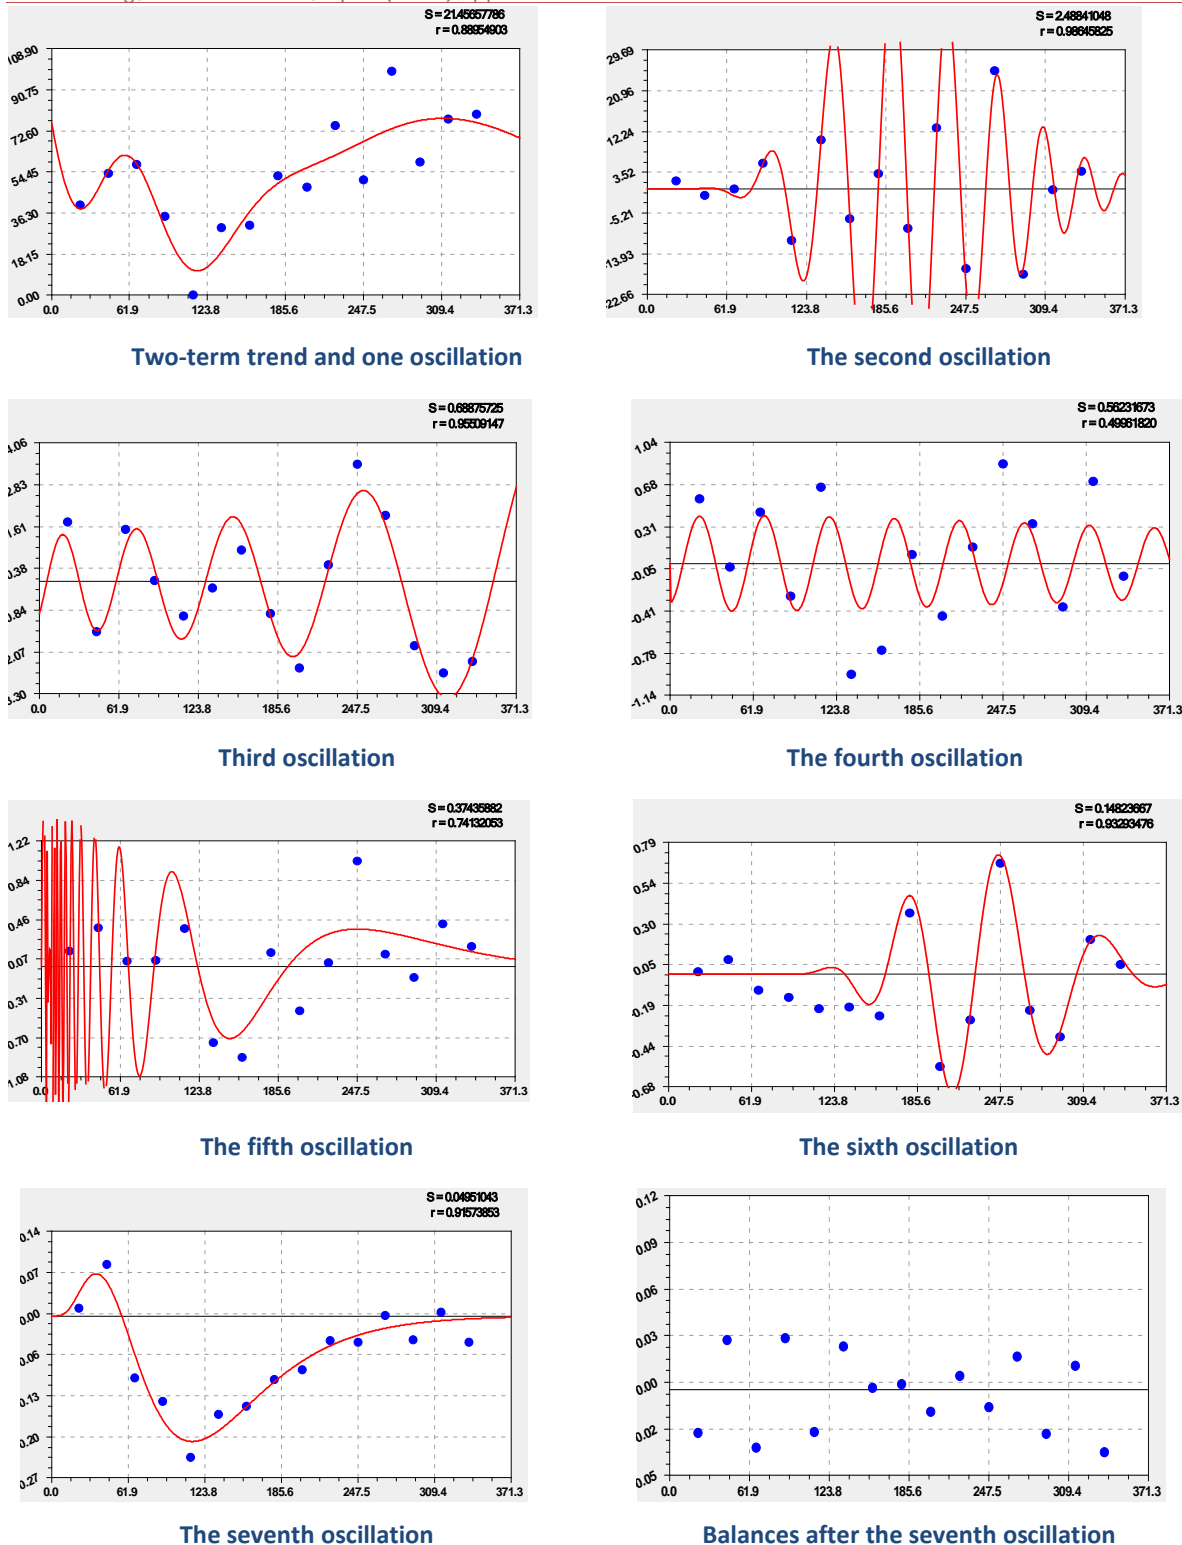 S = 21.45657786
r = 0.88954903
108.90
90.75
72.60
54.45
36.30
18.15
0.00
0.0 61.9 123.8 185.6 247.5 309.4 371.3
Two-term trend and one oscillation
S = 2.48841048
r = 0.98645825
29.69
20.96
12.24
3.52
-5.21
-13.93
-22.66
0.0 61.9 123.8 185.6 247.5 309.4 371.3
The second oscillation
S = 0.68875725
r = 0.95509147
4.06
2.83
1.61
0.38
0.84
2.07
3.30
0.0 61.9 123.8 185.6 247.5 309.4 371.3
Third oscillation
S = 0.56231673
r = 0.49961820
1.04
0.68
0.31
-0.05
-0.41
-0.78
-1.14
0.0 61.9 123.8 185.6 247.5 309.4 371.3
The fourth oscillation
S = 0.37435882
r = 0.74132053
1.22
0.84
0.46
0.07
0.31
0.70
1.08
0.0 61.9 123.8 185.6 247.5 309.4 371.3
The fifth oscillation
S = 0.14823667
r = 0.93293476
0.79
0.54
0.30
0.05
0.19
0.44
0.68
0.0 61.9 123.8 185.6 247.5 309.4 371.3
The sixth oscillation
S = 0.04951043
r = 0.91573853
0.14
0.07
0.00
0.06
0.13
0.20
0.27
0.0 61.9 123.8 185.6 247.5 309.4 371.3
The seventh oscillation
0.12
0.09
0.06
0.03
0.00
0.02
0.05
0.0 61.9 123.8 185.6 247.5 309.4 371.3
Balances after the seventh oscillation